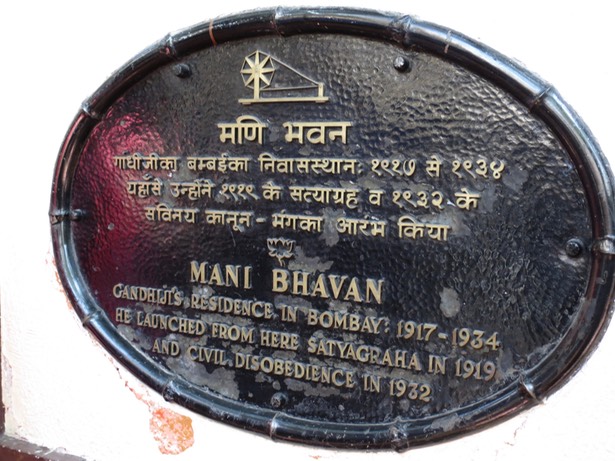 मणि भवन
गांधीजीका बम्बईका निवासस्थान: १९१७ से १९३४
यहाँसे उन्होंने १९१९ के सत्याग्रह व १९३२ के
सविनय कानून-भंगका आरंभ किया
MANI BHAVAN
GANDHIJI'S RESIDENCE IN BOMBAY: 1917-1934
HE LAUNCHED FROM HERE SATYAGRAHA IN 1919
AND CIVIL DISOBEDIENCE IN 1932